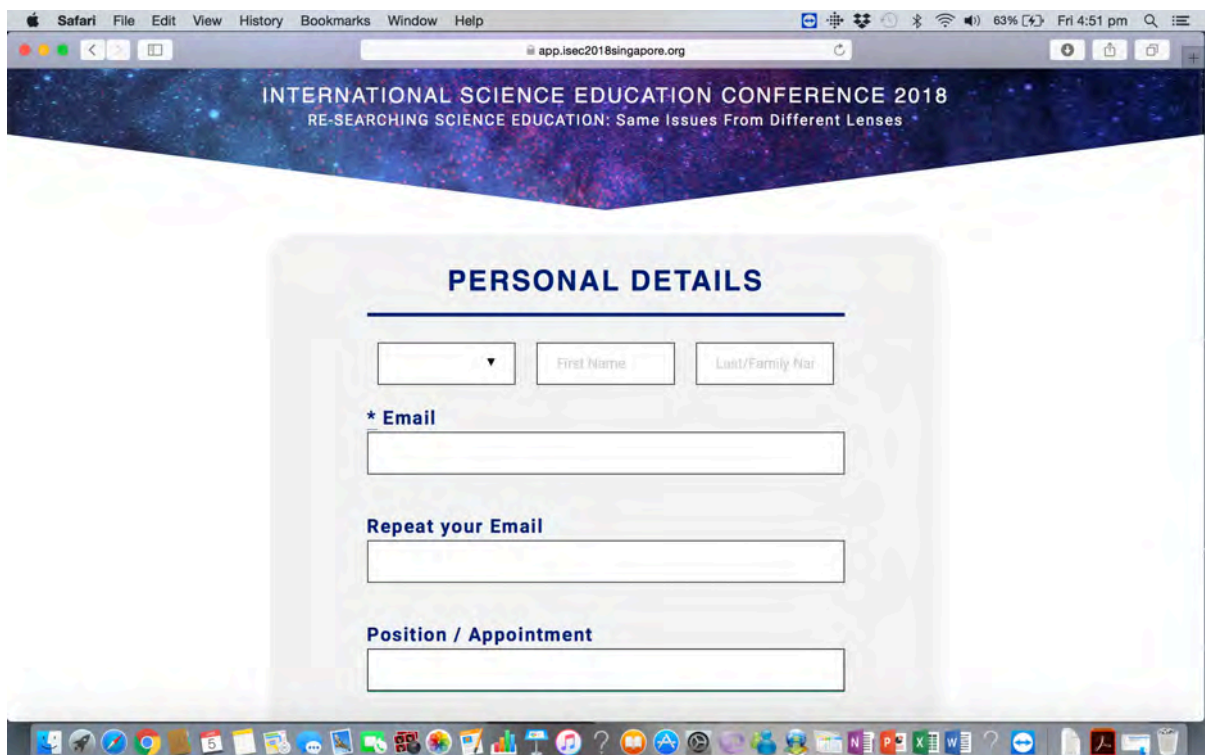 Safari File Edit View History Bookmarks Window Help 63% Fri 4:51 pm
app.isec2018singapore.org
INTERNATIONAL SCIENCE EDUCATION CONFERENCE 2018
RE-SEARCHING SCIENCE EDUCATION: Same Issues From Different Lenses
PERSONAL DETAILS
First Name Last/Family Nar
* Email
Repeat your Email
Position / Appointment
5